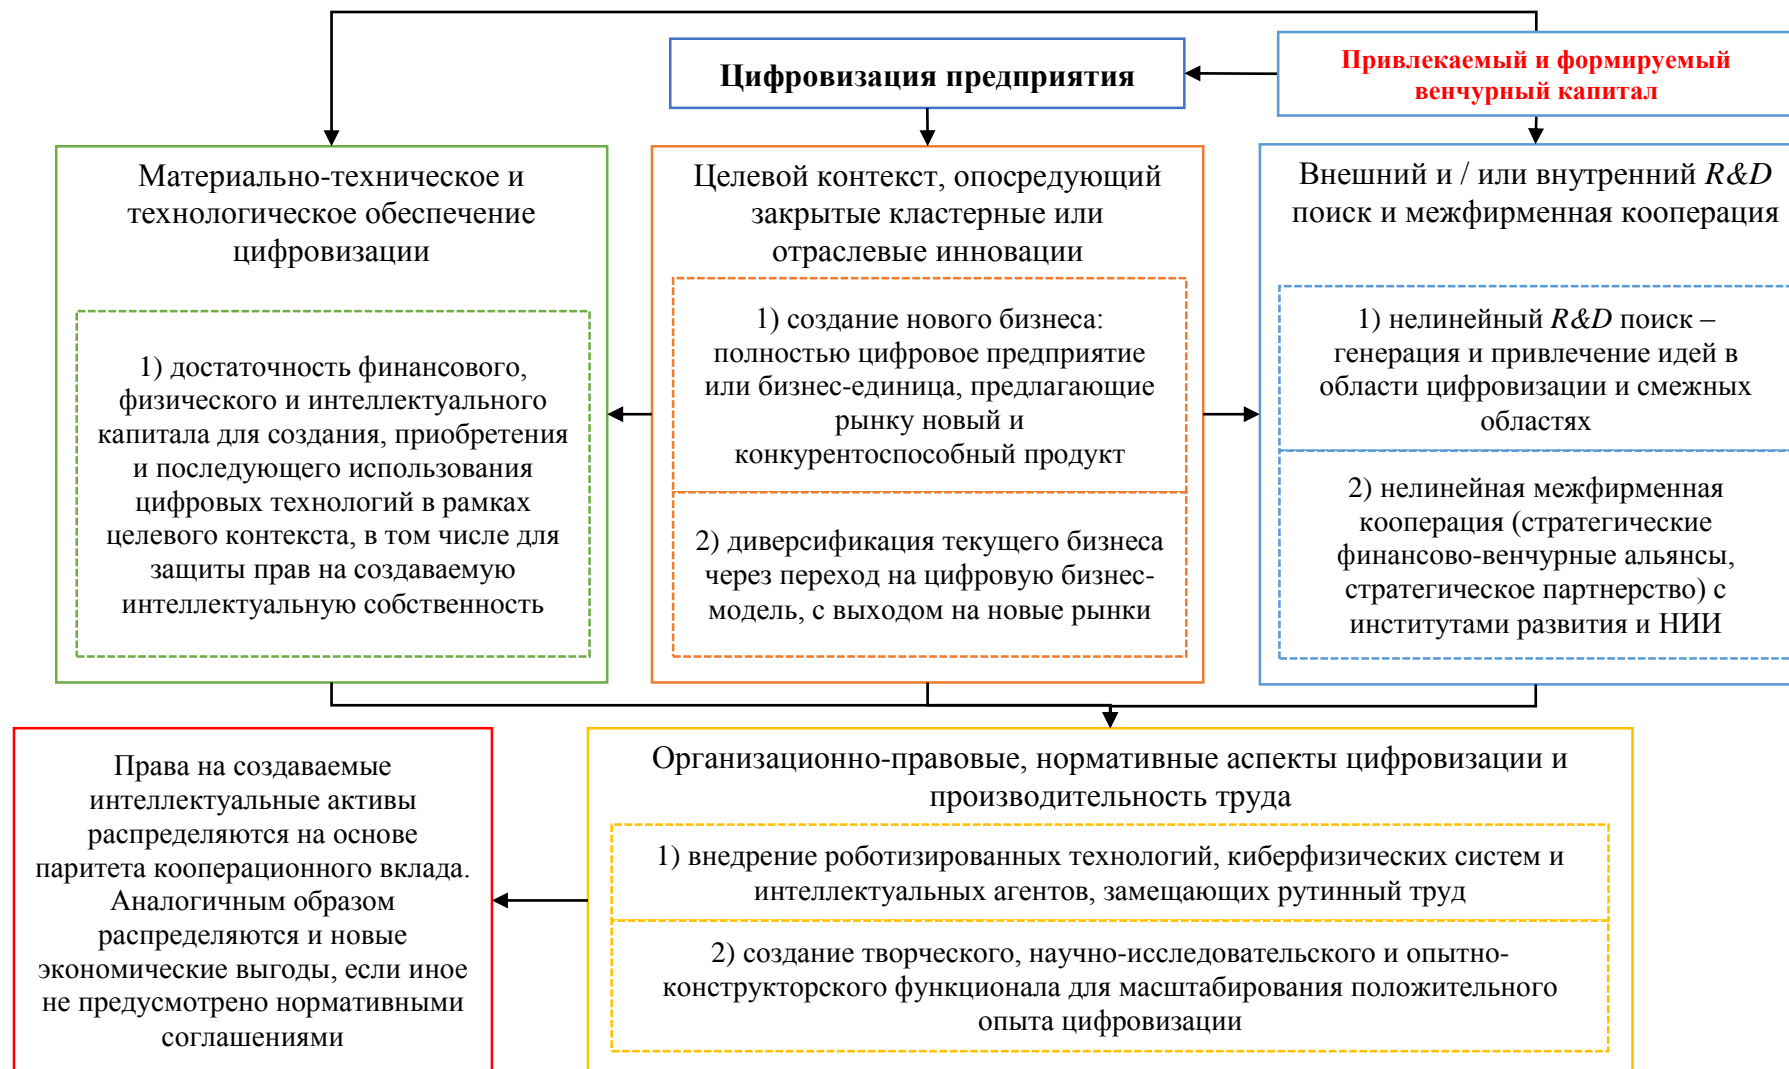 Цифровизация предприятия
Привлекаемый и формируемый
венчурный капитал
Материально-техническое и
технологическое обеспечение
цифровизации
1) достаточность финансового,
физического и интеллектуального
капитала для создания, приобретения
и последующего использования
цифровых технологий в рамках
целевого контекста, в том числе для
защиты прав на создаваемую
интеллектуальную собственность
Целевой контекст, опосредующий
закрытые кластерные или
отраслевые инновации
1) создание нового бизнеса:
полностью цифровое предприятие
или бизнес-единица, предлагающие
рынку новый и
конкурентоспособный продукт
2) диверсификация текущего бизнеса
через переход на цифровую бизнес-
модель, с выходом на новые рынки
Внешний и / или внутренний R&D
поиск и межфирменная кооперация
1) нелинейный R&D поиск –
генерация и привлечение идей в
области цифровизации и смежных
областях
2) нелинейная межфирменная
кооперация (стратегические
финансово-венчурные альянсы,
стратегическое партнерство) с
институтами развития и НИИ
Права на создаваемые
интеллектуальные активы
распределяются на основе
паритета кооперационного вклада.
Аналогичным образом
распределяются и новые
экономические выгоды, если иное
не предусмотрено нормативными
соглашениями
Организационно-правовые, нормативные аспекты цифровизации и
производительность труда
1) внедрение роботизированных технологий, киберфизических систем и
интеллектуальных агентов, замещающих рутинный труд
2) создание творческого, научно-исследовательского и опытно-
конструкторского функционала для масштабирования положительного
опыта цифровизации